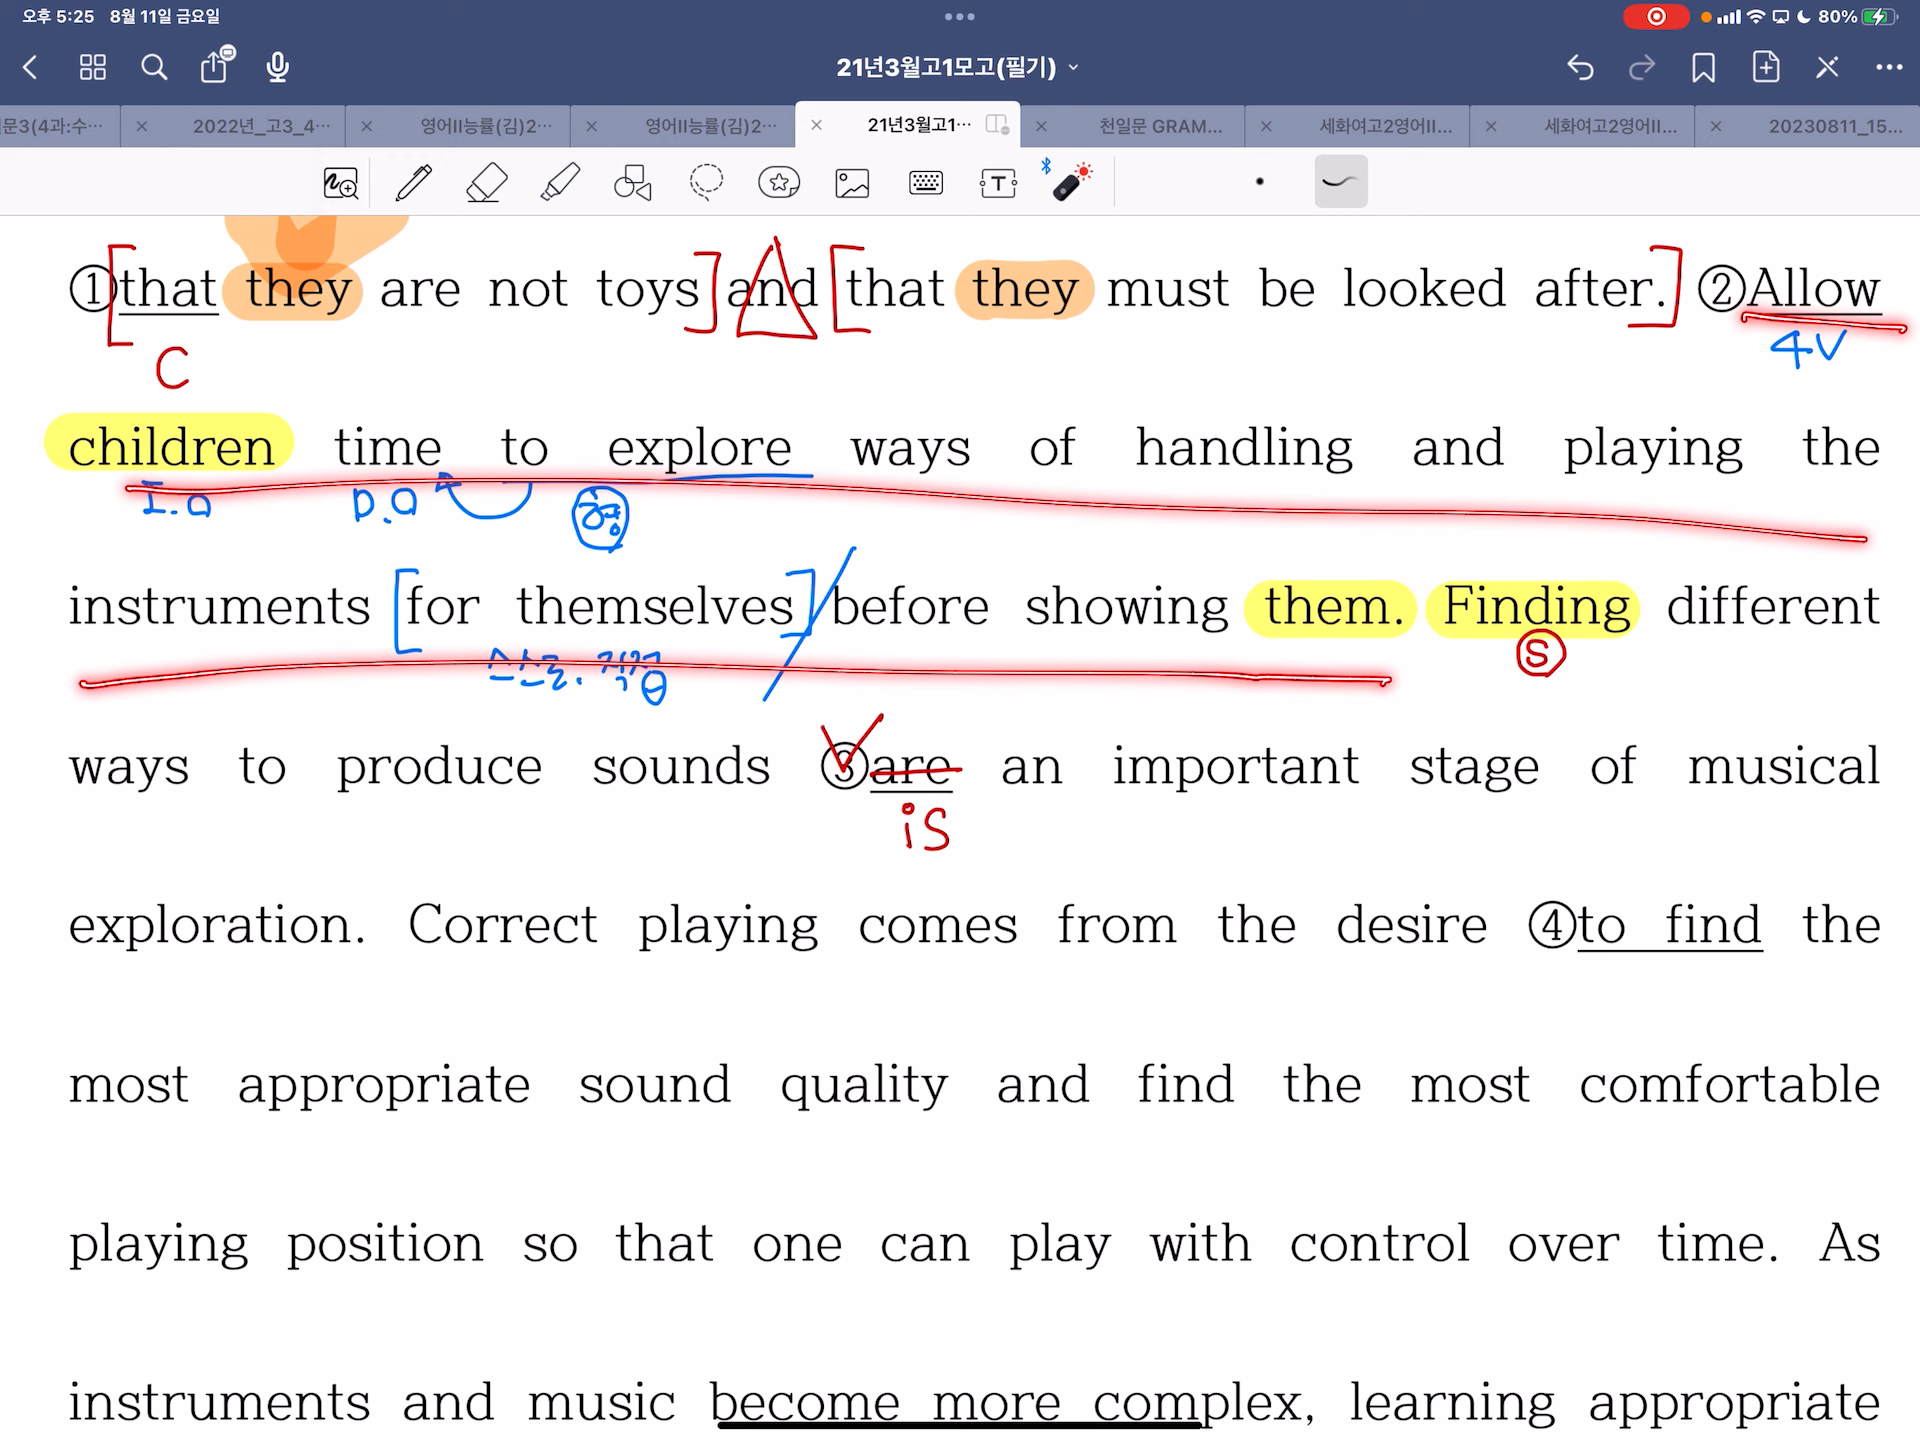 오후 5:25 8월 11일 금요일
80%
21년3월고1모고(필기)
문3(4과:수···
2022년_고3_4···
영어II능률(김)2···
영어II능률(김)2···
21년3월고1···
천일문 GRAM...
세화여고2영어II...
세화여고2영어II...
20230811_15...
①that they are not toys] and [that they must be looked after.] ②Allow
C
4V
children time to explore ways of handling and playing the
I.O D.O 형
instruments [for themselves] before showing them. Finding different
스스로, 직접 S
ways to produce sounds ③are an important stage of musical
is
exploration. Correct playing comes from the desire ④to find the
most appropriate sound quality and find the most comfortable
playing position so that one can play with control over time. As
instruments and music become more complex, learning appropriate